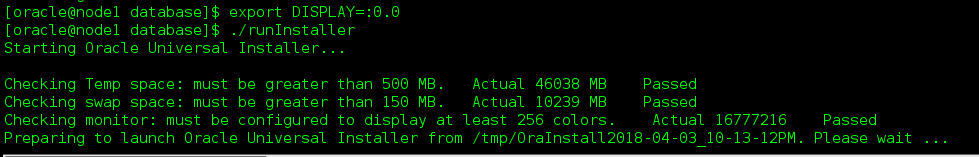 [oracle@node1 database]$ export DISPLAY=:0.0
[oracle@node1 database]$ ./runInstaller
Starting Oracle Universal Installer...
Checking Temp space: must be greater than 500 MB.   Actual 46038 MB    Passed
Checking swap space: must be greater than 150 MB.   Actual 10239 MB    Passed
Checking monitor: must be configured to display at least 256 colors.    Actual 16777216    Passed
Preparing to launch Oracle Universal Installer from /tmp/OraInstall2018-04-03_10-13-12PM. Please wait ...